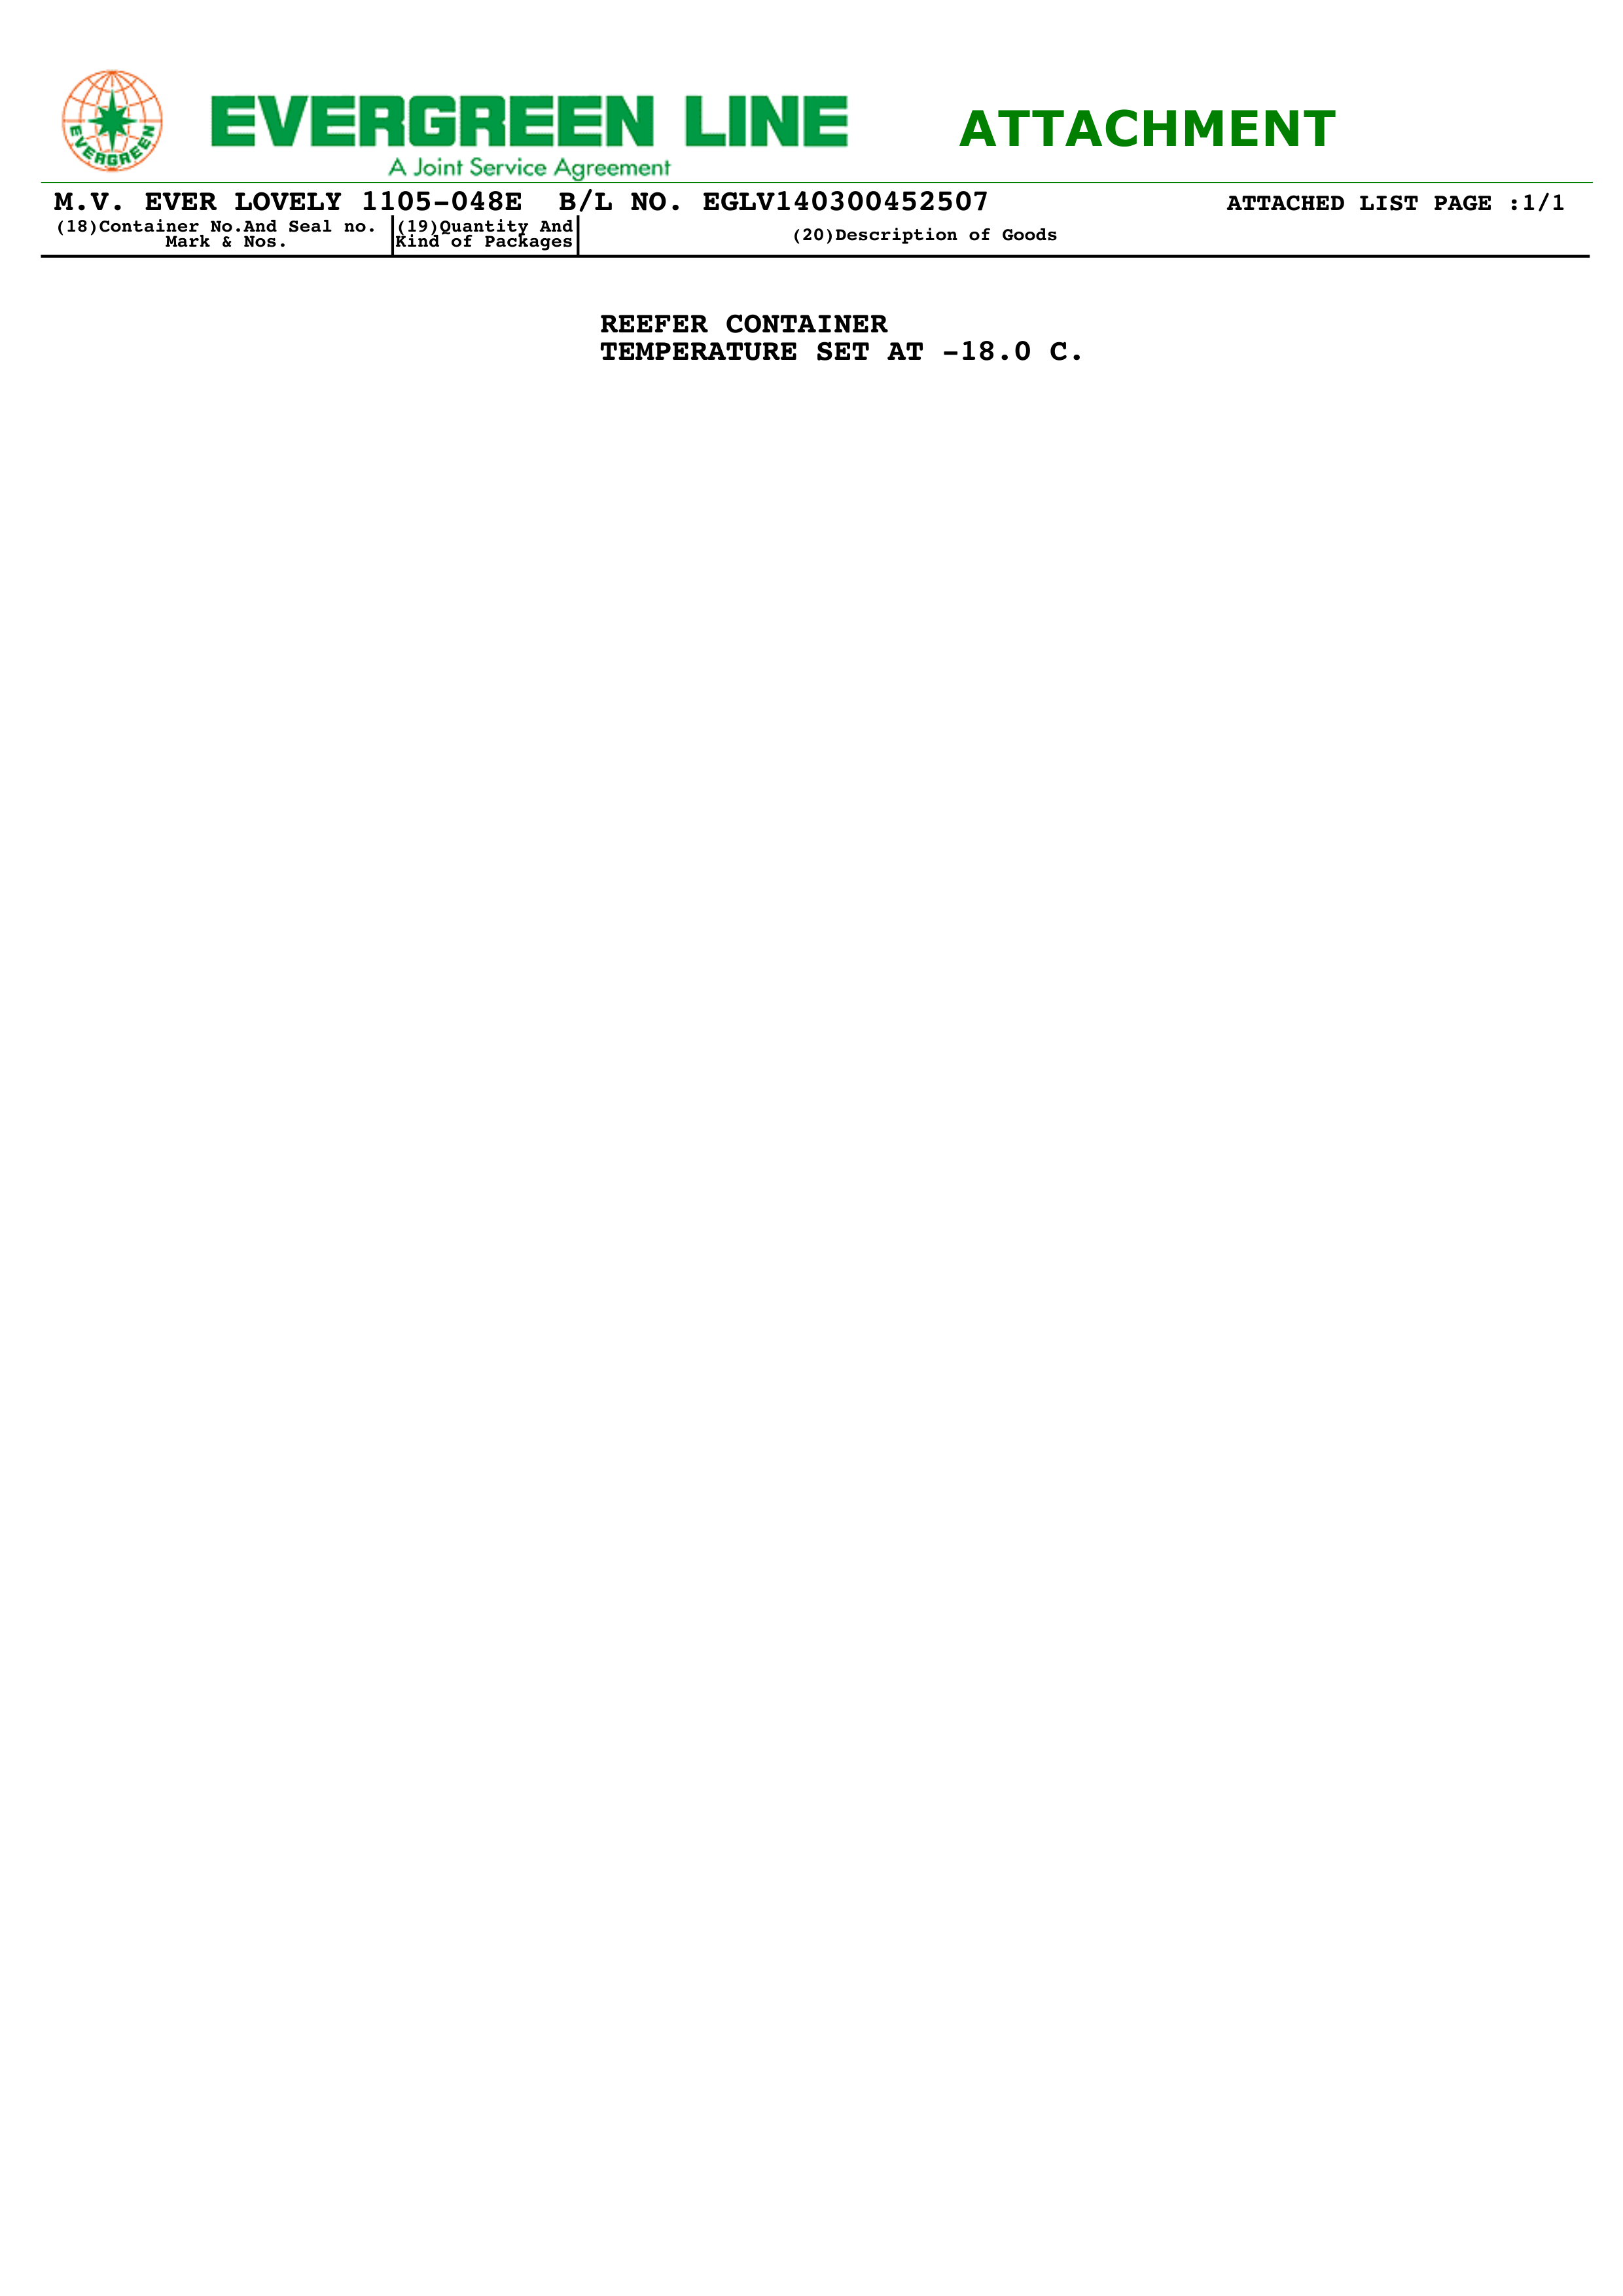 EVERGREEN
EVERGREEN LINE
A Joint Service Agreement
ATTACHMENT
M.V. EVER LOVELY 1105-048E B/L NO. EGLV140300452507 ATTACHED LIST PAGE :1/1
(18)Container No.And Seal no.
Mark & Nos.
(19)Quantity And
Kind of Packages
(20)Description of Goods
REEFER CONTAINER
TEMPERATURE SET AT -18.0 C.